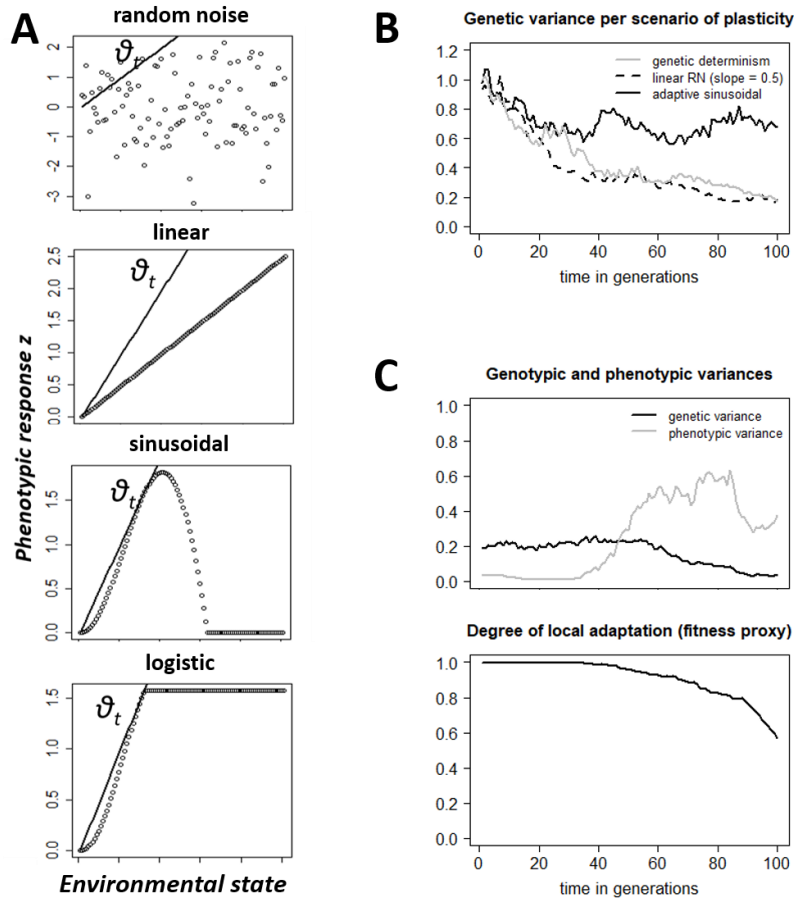 A
random noise
ϑt
2
1
0
-1
-2
-3
linear
ϑt
2.5
2.0
1.5
1.0
0.5
0.0
sinusoidal
ϑt
1.5
1.0
0.5
0.0
logistic
ϑt
1.5
1.0
0.5
0.0
Phenotypic response z
Environmental state
B
Genetic variance per scenario of plasticity
genetic determinism
linear RN (slope = 0.5)
adaptive sinusoidal
1.2
1.0
0.8
0.6
0.4
0.2
0.0
0 20 40 60 80 100
time in generations
C
Genotypic and phenotypic variances
genetic variance
phenotypic variance
1.0
0.8
0.6
0.4
0.2
0.0
Degree of local adaptation (fitness proxy)
1.0
0.8
0.6
0.4
0.2
0.0
0 20 40 60 80 100
time in generations